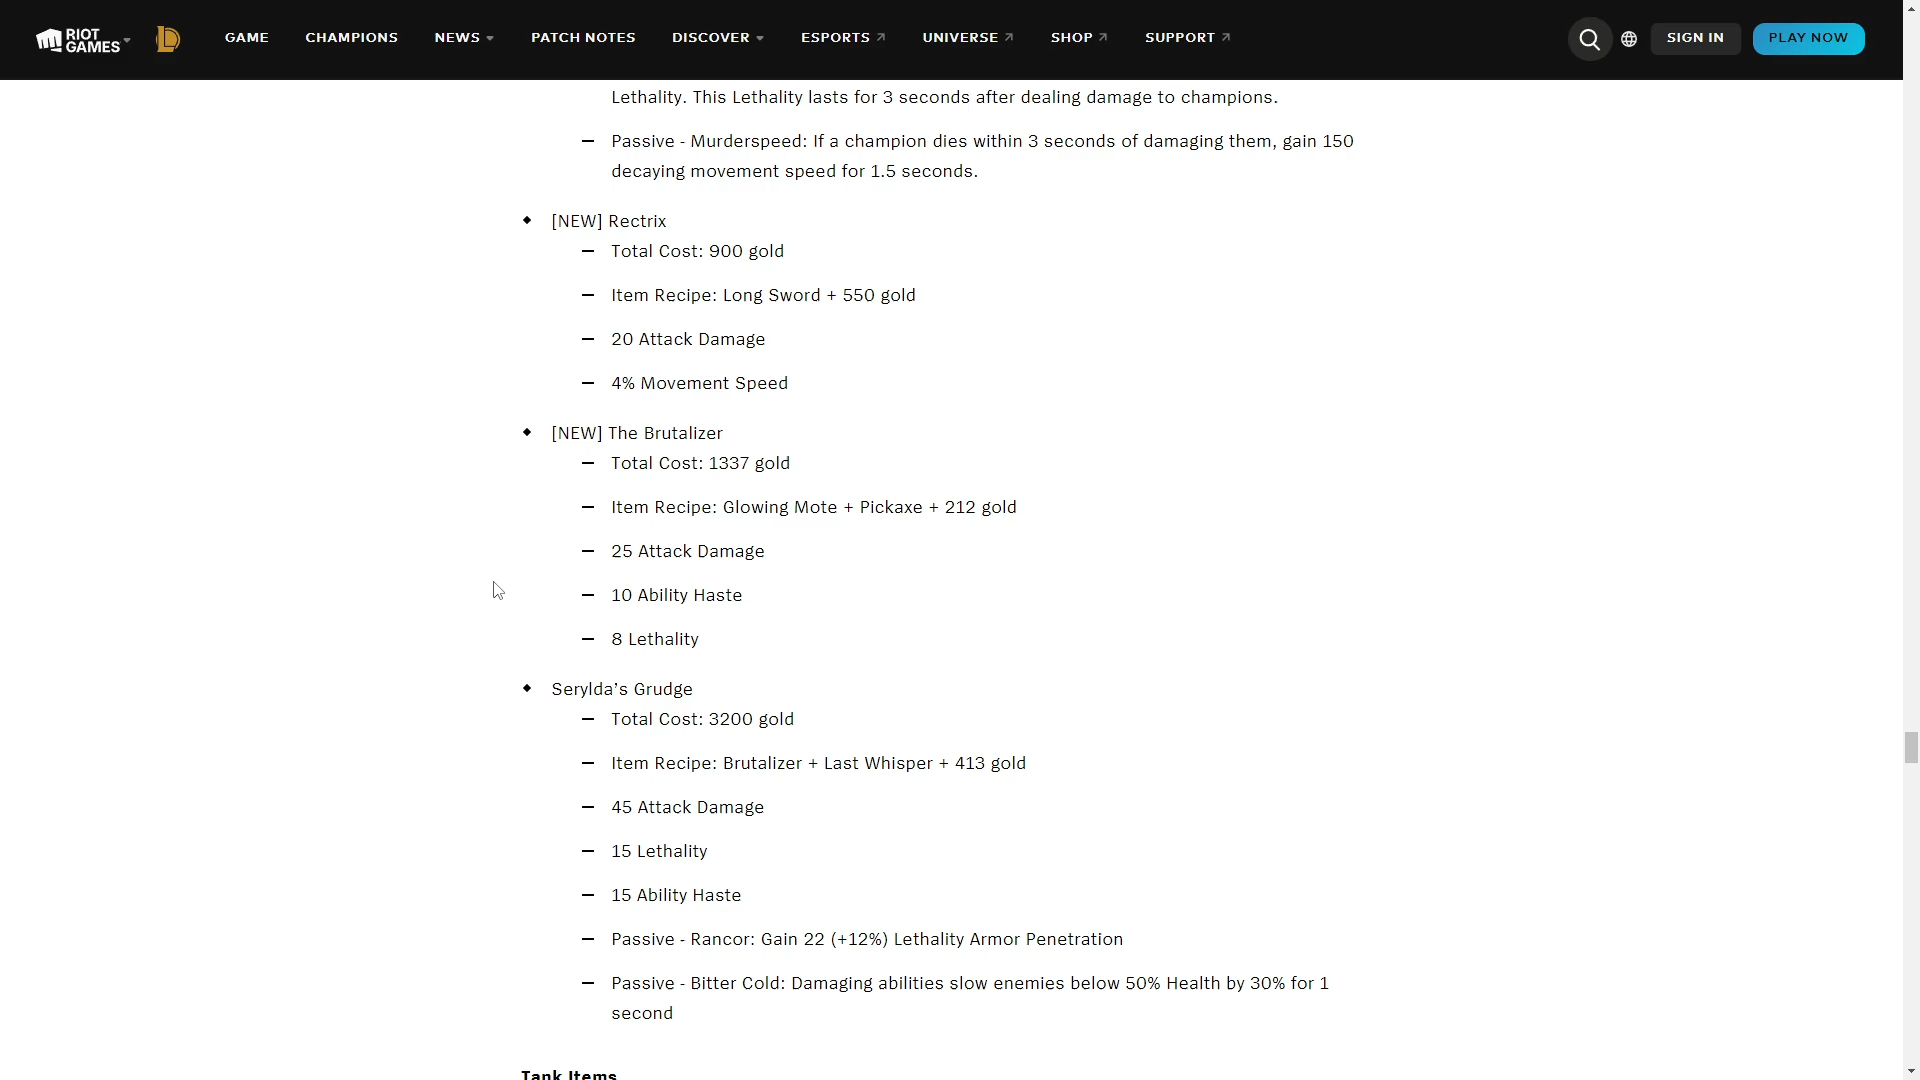 RIOT GAMES
GAME
CHAMPIONS
NEWS
PATCH NOTES
DISCOVER
ESPORTS
UNIVERSE
SHOP
SUPPORT
SIGN IN
PLAY NOW
Lethality. This Lethality lasts for 3 seconds after dealing damage to champions.
— Passive - Murderspeed: If a champion dies within 3 seconds of damaging them, gain 150
decaying movement speed for 1.5 seconds.
[NEW] Rectrix
— Total Cost: 900 gold
— Item Recipe: Long Sword + 550 gold
— 20 Attack Damage
— 4% Movement Speed
[NEW] The Brutalizer
— Total Cost: 1337 gold
— Item Recipe: Glowing Mote + Pickaxe + 212 gold
— 25 Attack Damage
— 10 Ability Haste
— 8 Lethality
Serylda’s Grudge
— Total Cost: 3200 gold
— Item Recipe: Brutalizer + Last Whisper + 413 gold
— 45 Attack Damage
— 15 Lethality
— 15 Ability Haste
— Passive - Rancor: Gain 22 (+12%) Lethality Armor Penetration
— Passive - Bitter Cold: Damaging abilities slow enemies below 50% Health by 30% for 1
second
Tank Items